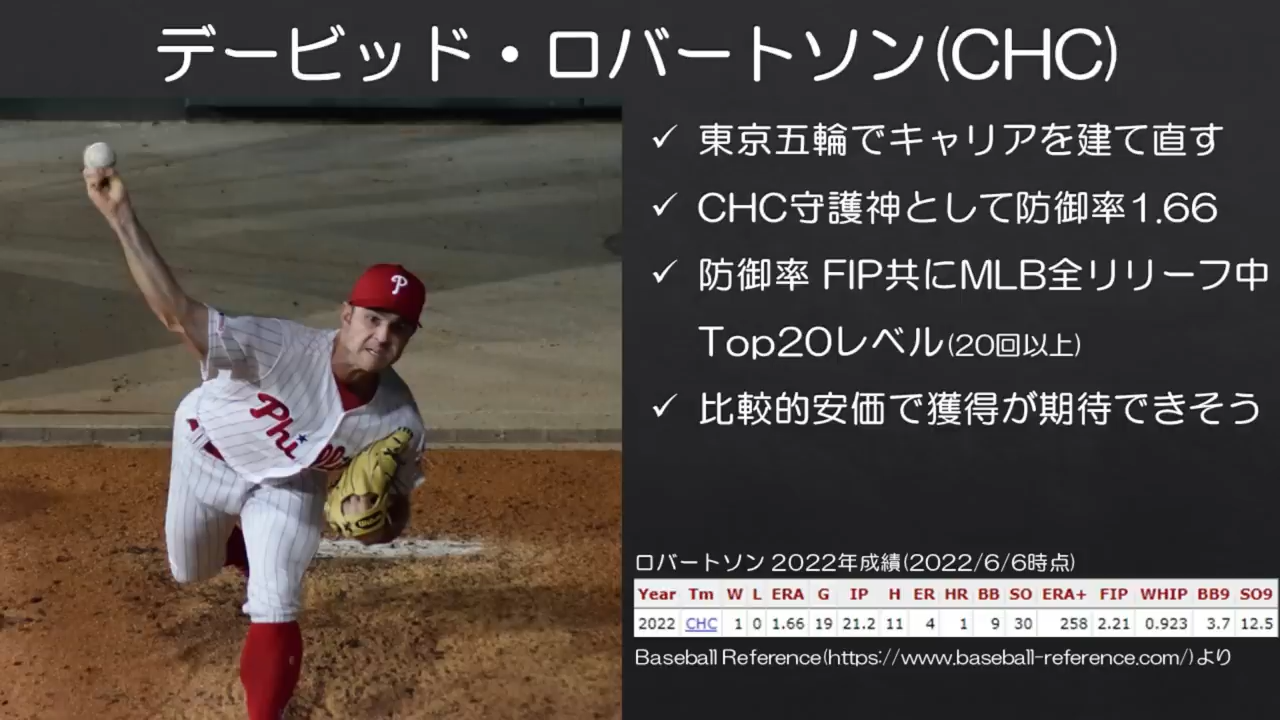 デービッド・ロバートソン(CHC)
✓ 東京五輪でキャリアを建て直す
✓ CHC守護神として防御率1.66
✓ 防御率 FIP共にMLB全リリーフ中
Top20レベル(20回以上)
✓ 比較的安価で獲得が期待できそう
P
Phillies
Wilson
ロバートソン 2022年成績(2022/6/6時点)
Year Tm W L ERA G IP H ER HR BB SO ERA+ FIP WHIP BB9 SO9
2022 CHC 1 0 1.66 19 21.2 11 4 1 9 30 258 2.21 0.923 3.7 12.5
Baseball Reference(https://www.baseball-reference.com/)より